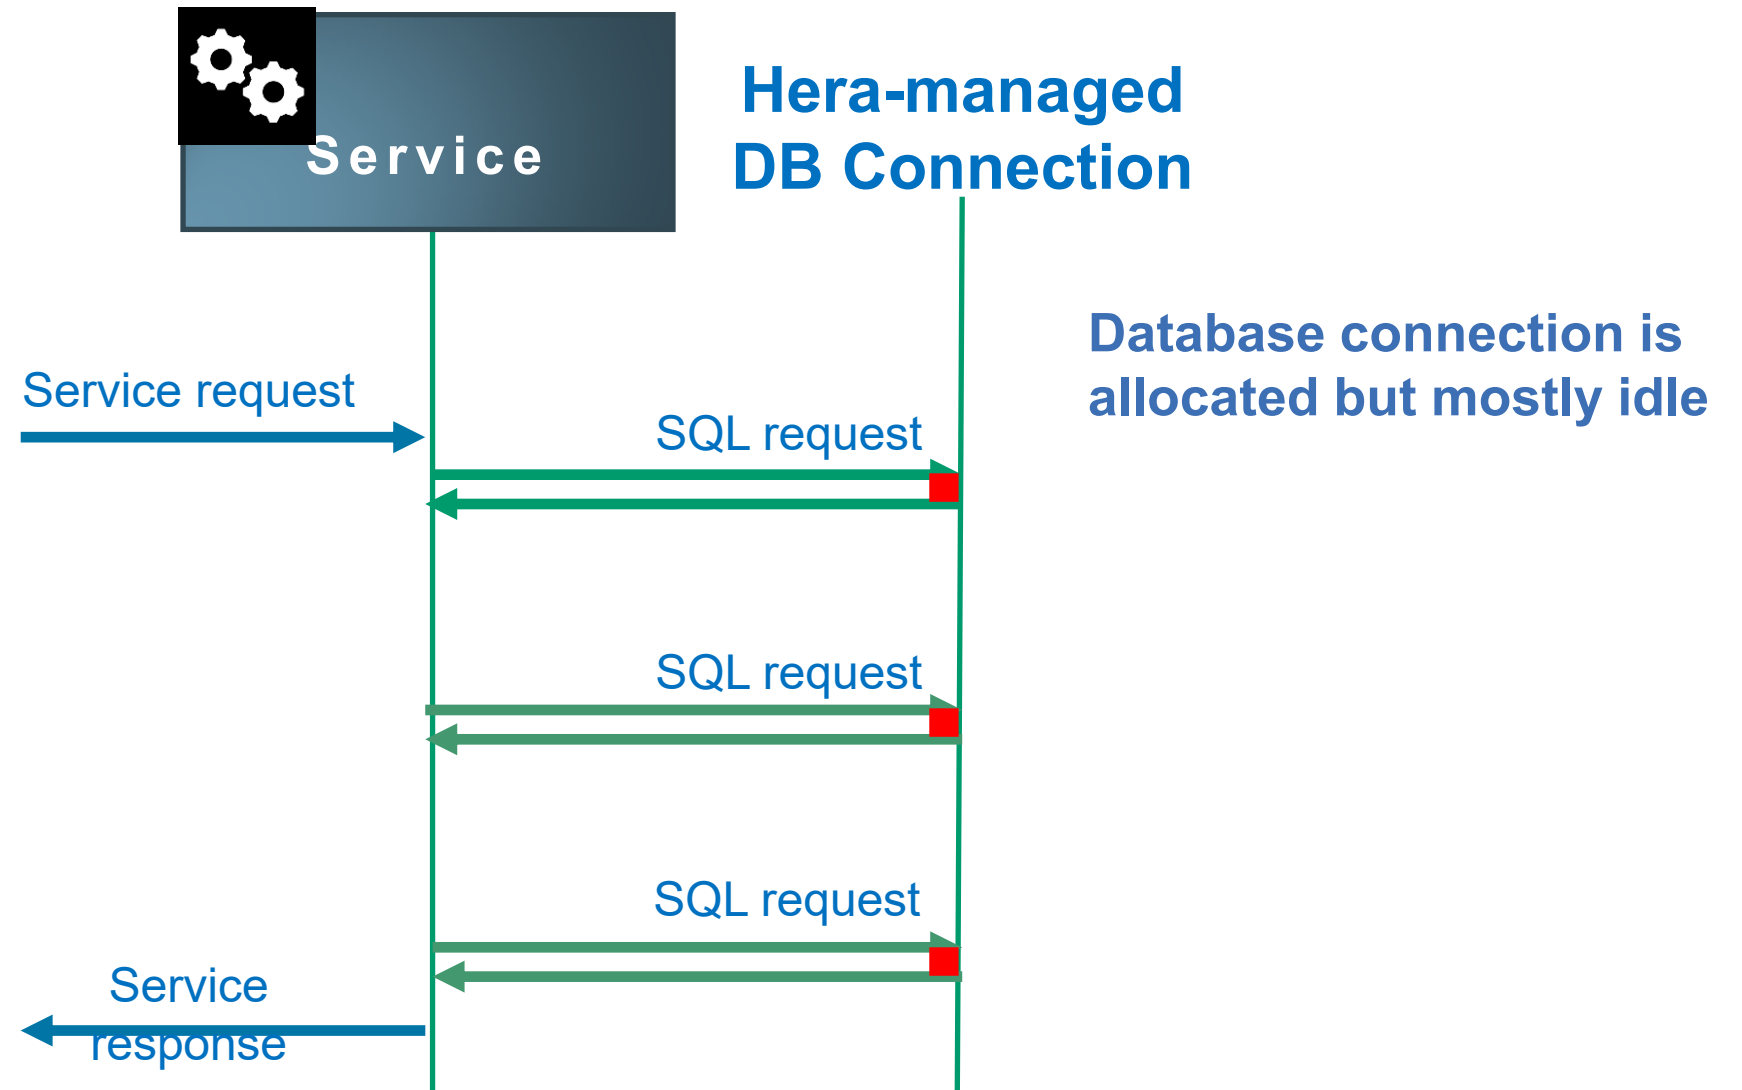 Service
Hera-managed
DB Connection
Database connection is
allocated but mostly idle
Service request
SQL request
SQL request
SQL request
Service
response